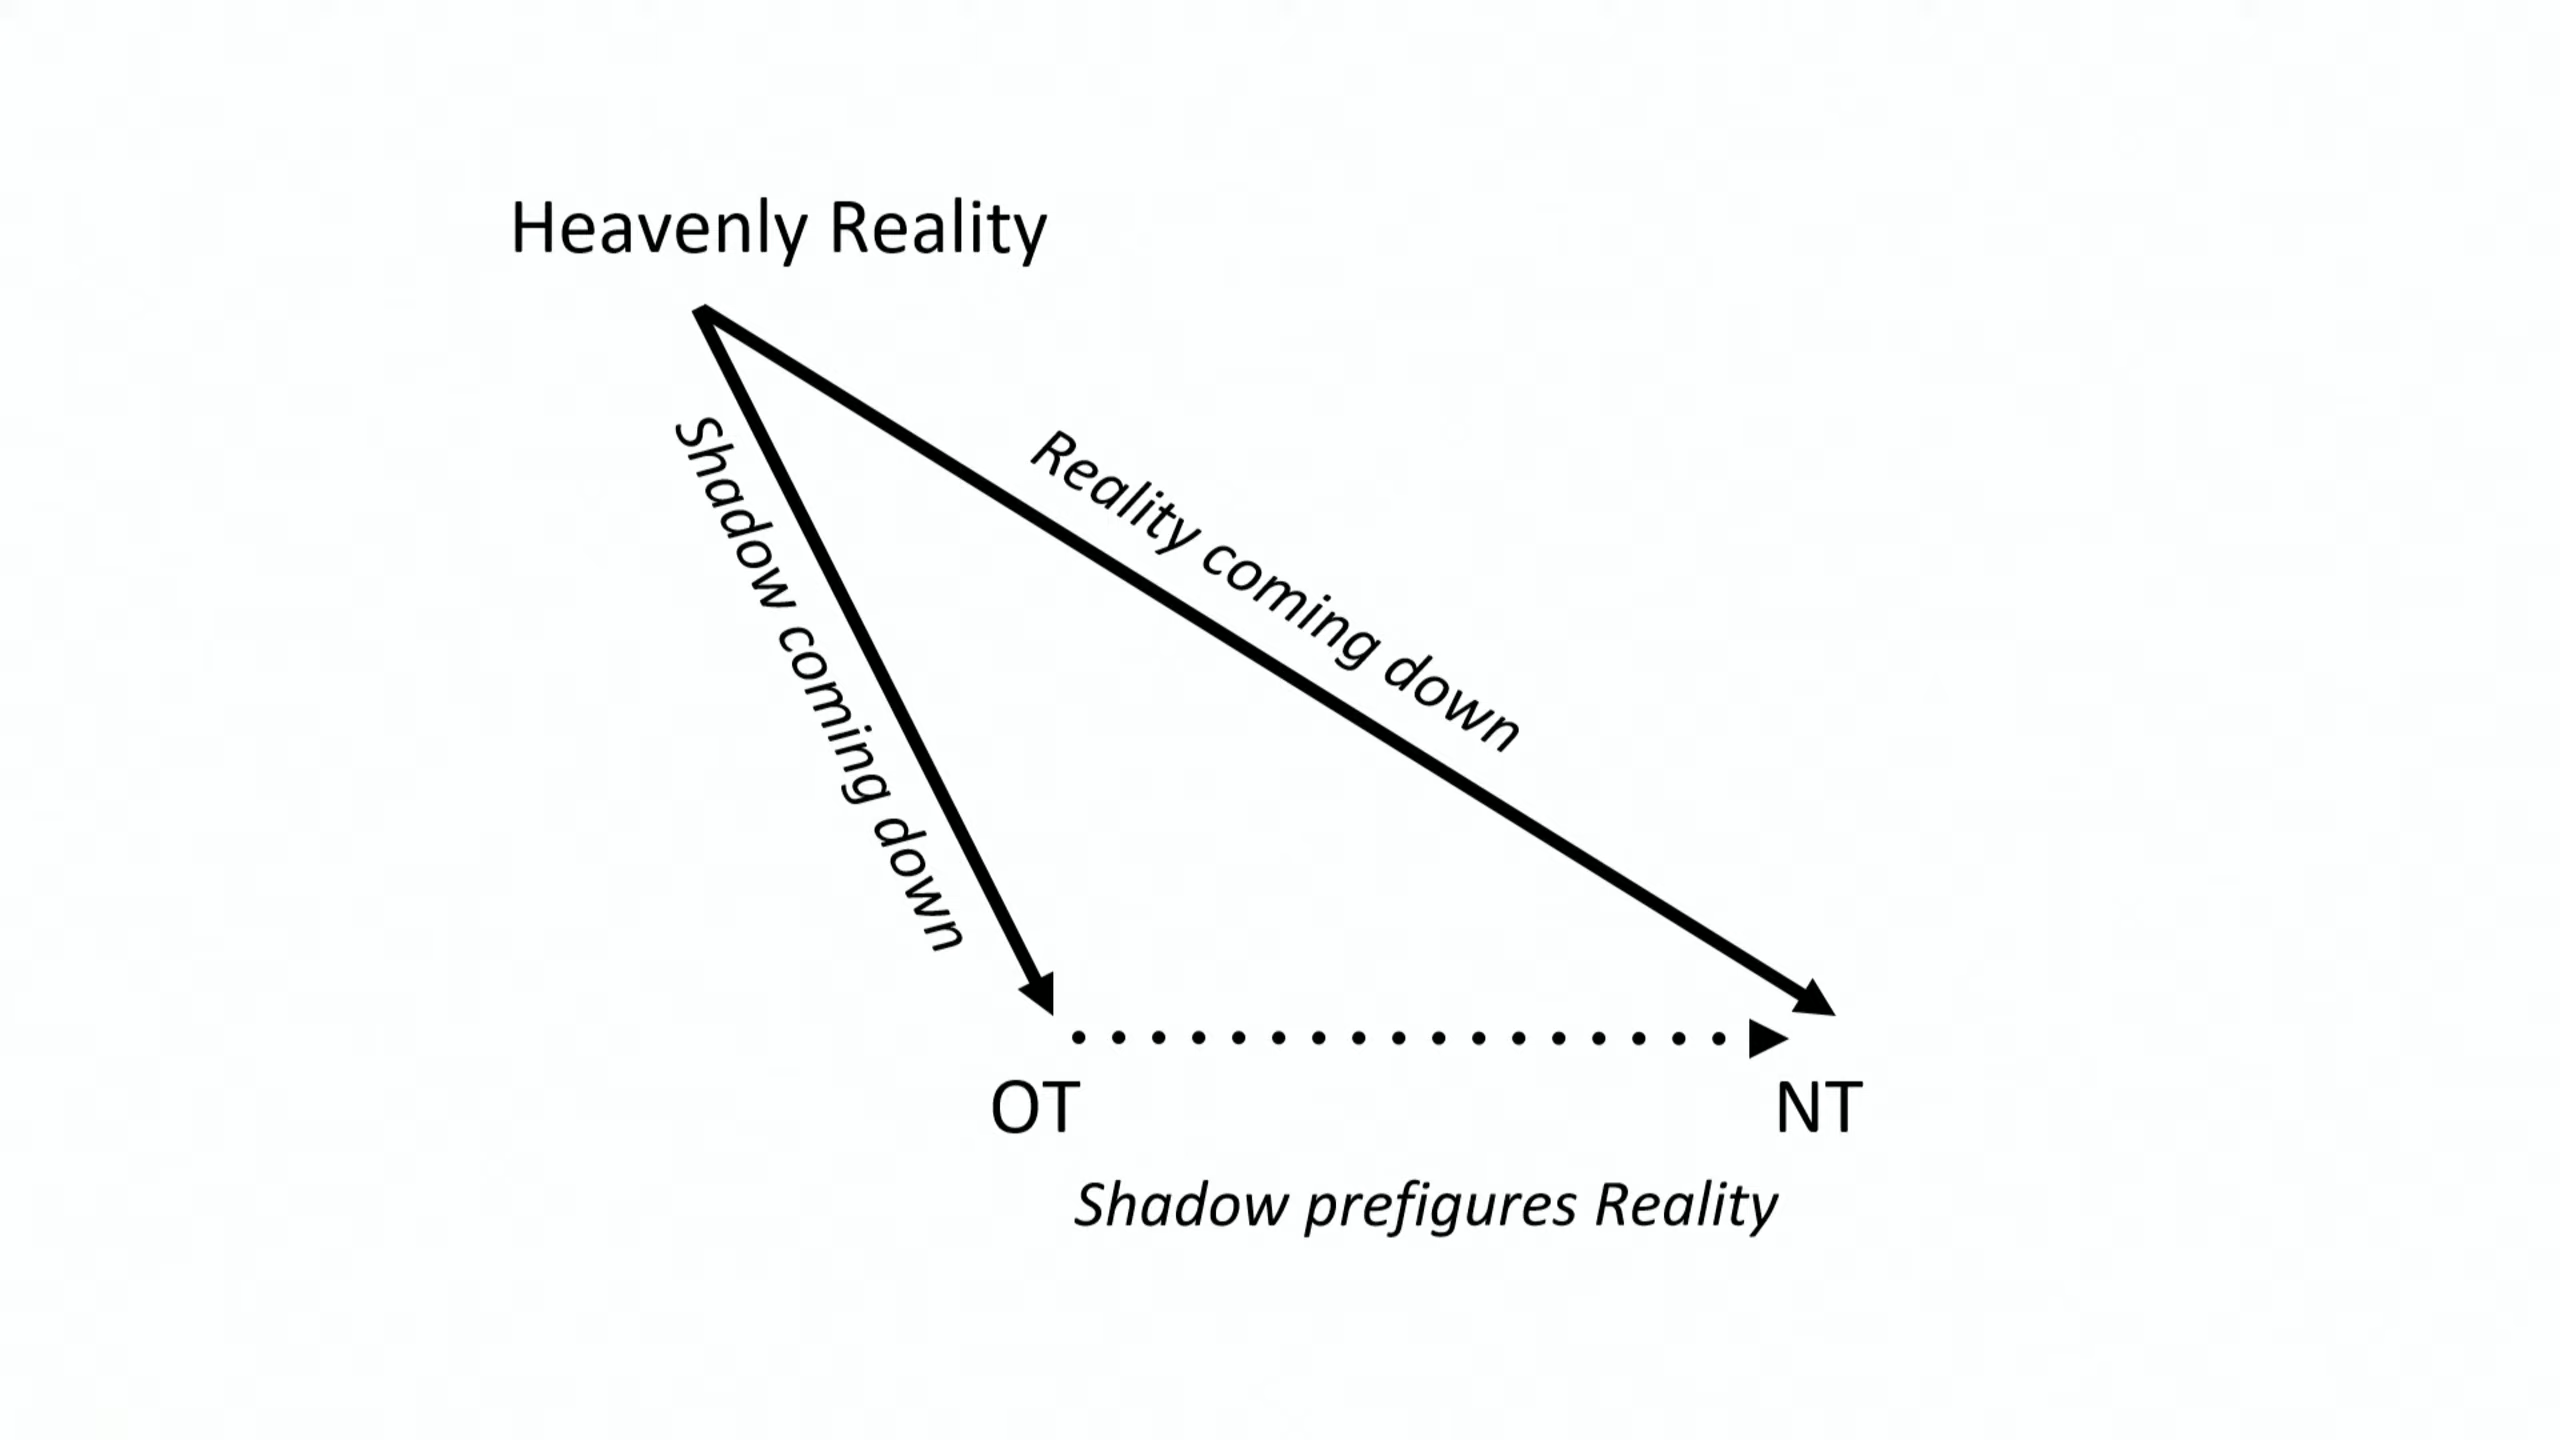 Heavenly Reality
Shadow coming down
Reality coming down
OT
NT
Shadow prefigures Reality